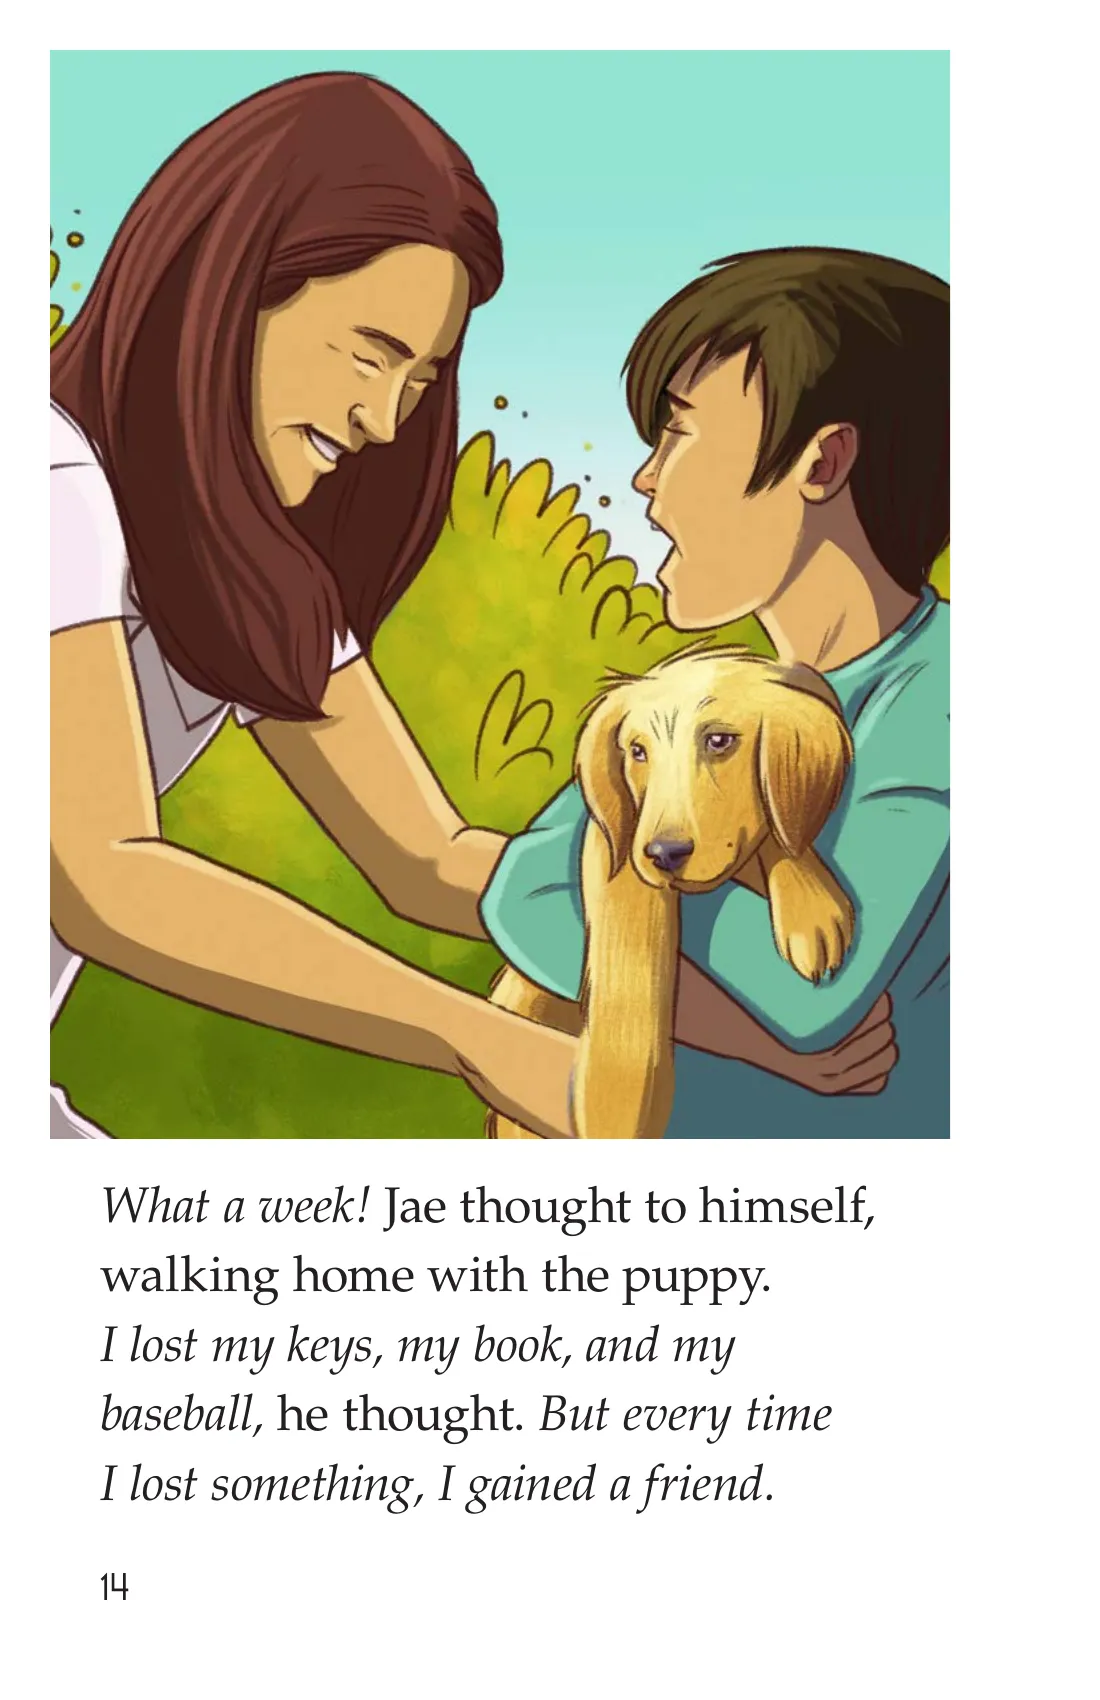 What a week! Jae thought to himself,
walking home with the puppy.
I lost my keys, my book, and my
baseball, he thought. But every time
I lost something, I gained a friend.
14